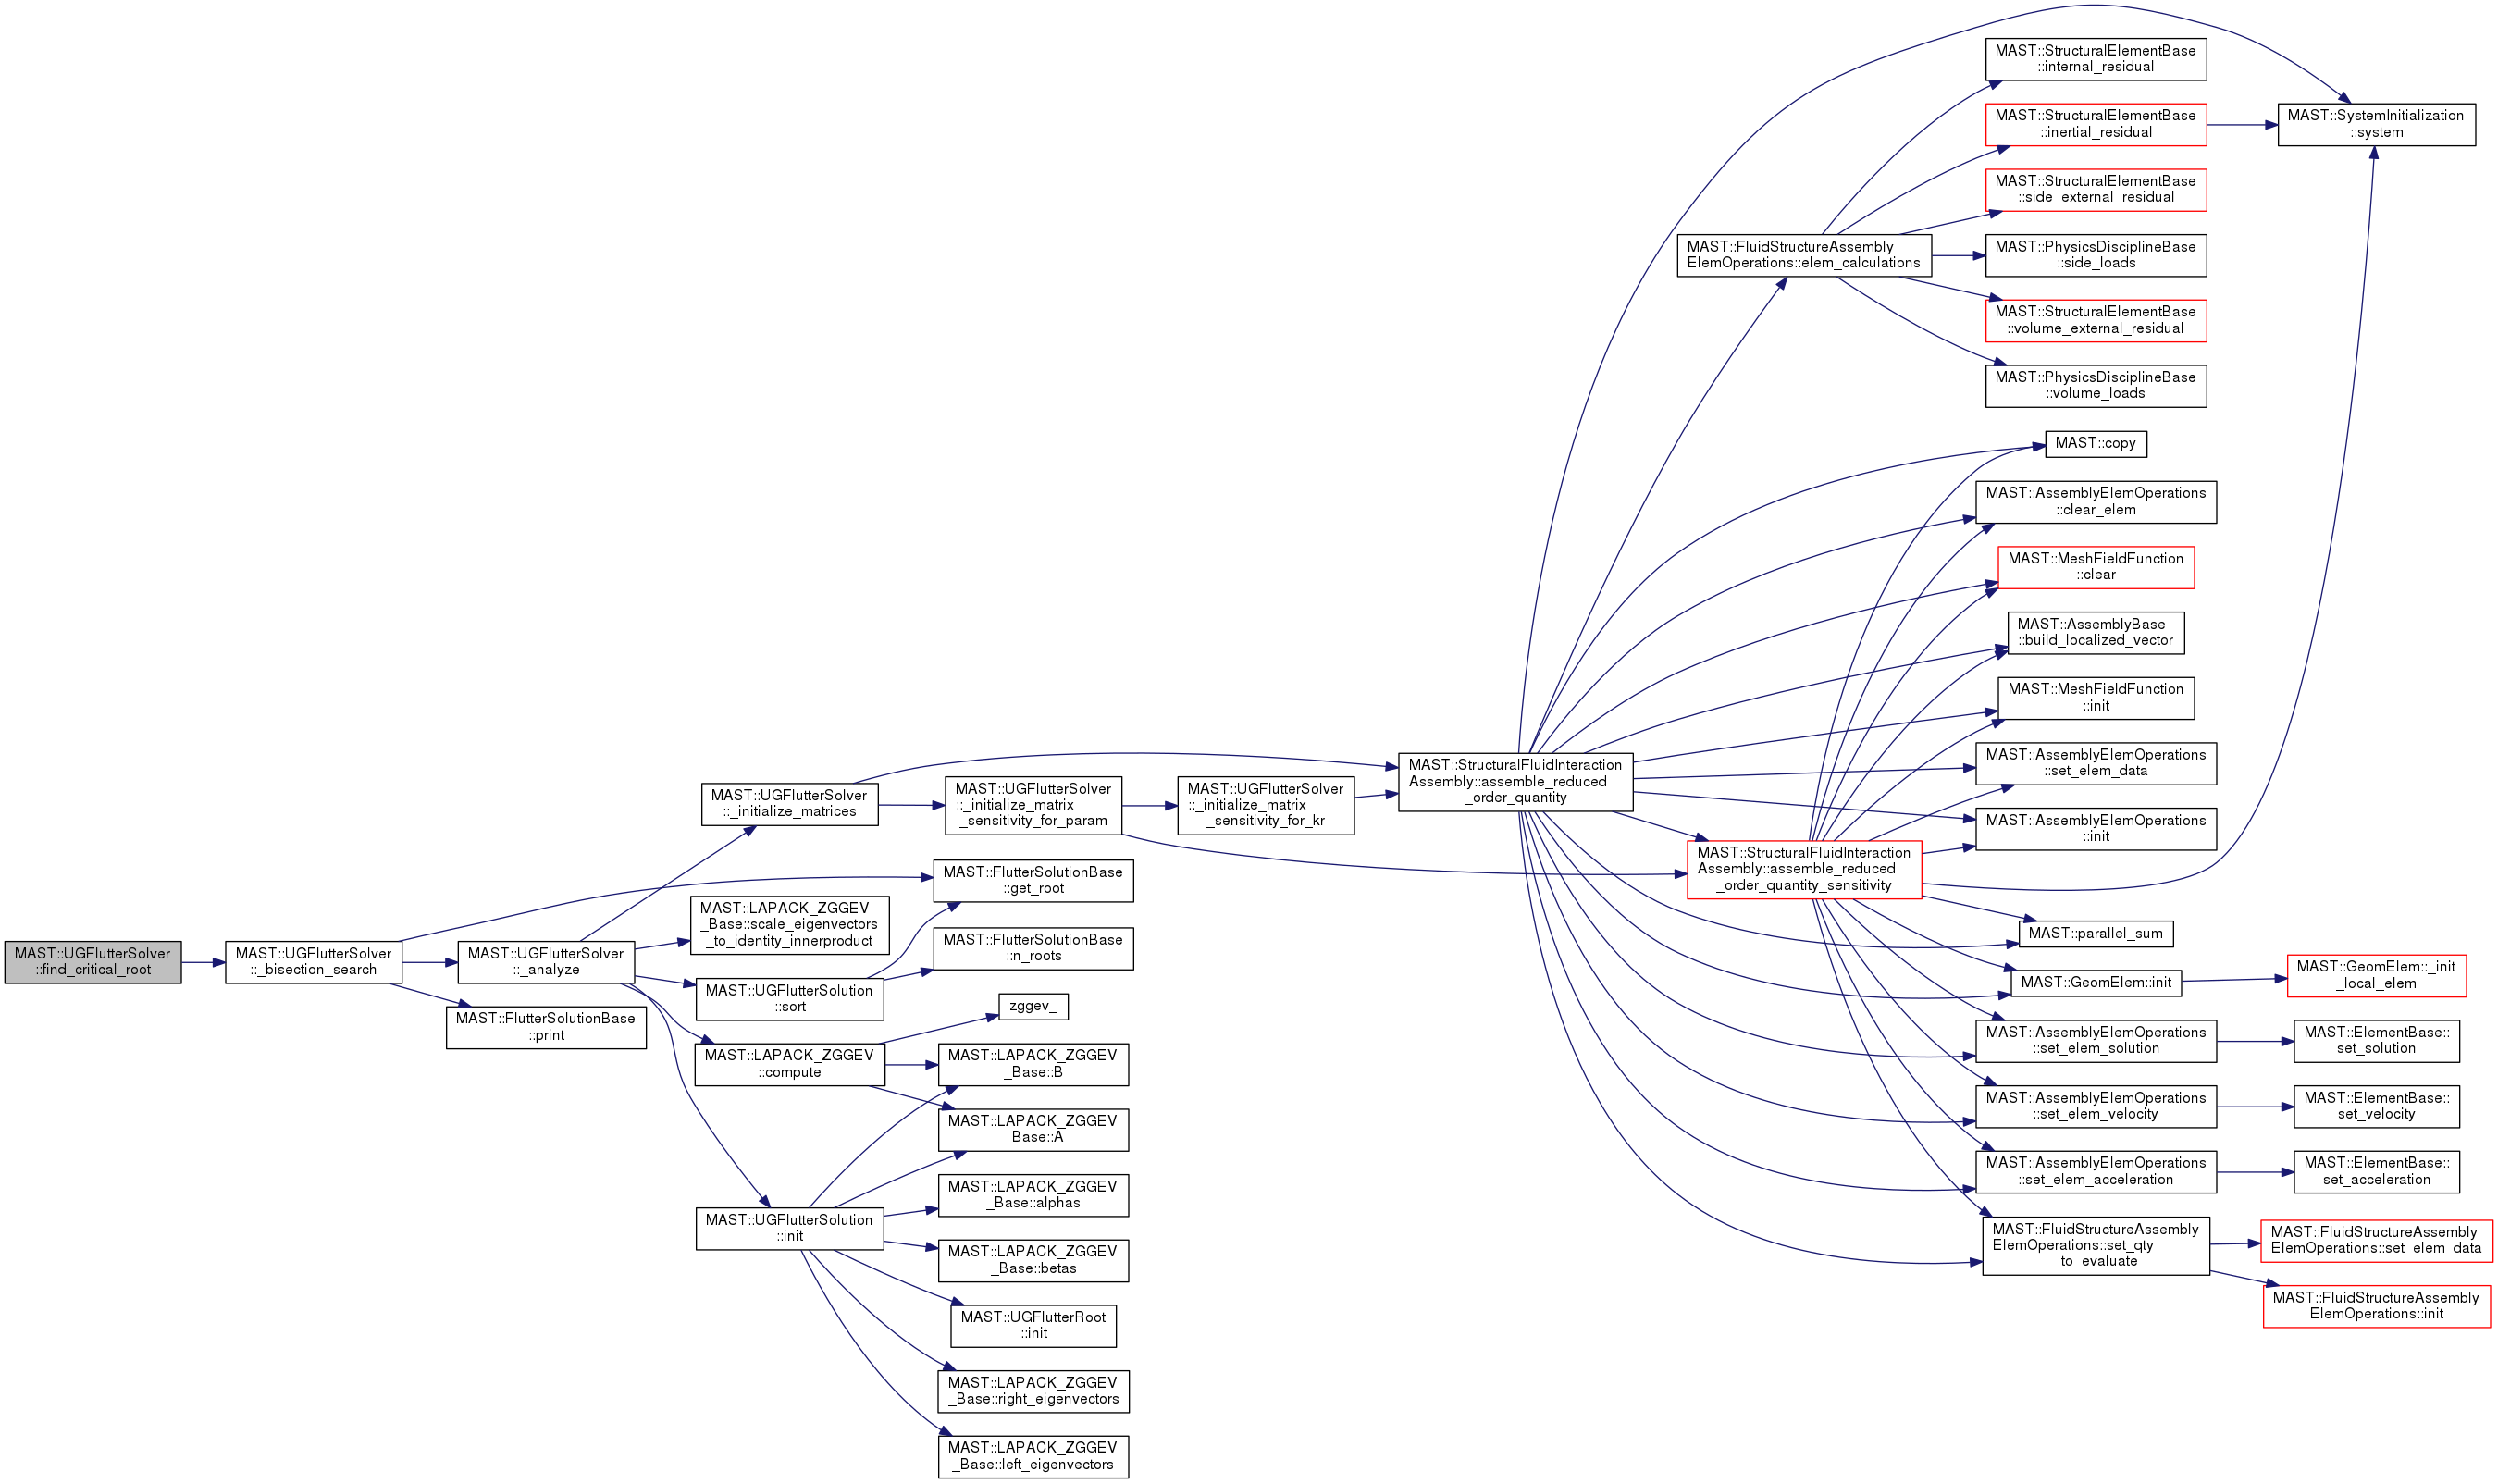 MAST::UGFlutterSolver
::find_critical_root
MAST::UGFlutterSolver
::_bisection_search
MAST::UGFlutterSolver
::_analyze
MAST::FlutterSolutionBase
::print
MAST::UGFlutterSolver
::_initialize_matrices
MAST::LAPACK_ZGGEV
_Base::scale_eigenvectors
_to_identity_innerproduct
MAST::UGFlutterSolution
::sort
MAST::LAPACK_ZGGEV
::compute
MAST::UGFlutterSolution
::init
MAST::UGFlutterSolver
::_initialize_matrix
_sensitivity_for_param
MAST::FlutterSolutionBase
::get_root
MAST::FlutterSolutionBase
::n_roots
zggev_
MAST::LAPACK_ZGGEV
_Base::B
MAST::LAPACK_ZGGEV
_Base::A
MAST::LAPACK_ZGGEV
_Base::alphas
MAST::LAPACK_ZGGEV
_Base::betas
MAST::UGFlutterRoot
::init
MAST::LAPACK_ZGGEV
_Base::right_eigenvectors
MAST::LAPACK_ZGGEV
_Base::left_eigenvectors
MAST::UGFlutterSolver
::_initialize_matrix
_sensitivity_for_kr
MAST::StructuralFluidInteraction
Assembly::assemble_reduced
_order_quantity
MAST::FluidStructureAssembly
ElemOperations::elem_calculations
MAST::StructuralFluidInteraction
Assembly::assemble_reduced
_order_quantity_sensitivity
MAST::StructuralElementBase
::internal_residual
MAST::StructuralElementBase
::inertial_residual
MAST::StructuralElementBase
::side_external_residual
MAST::PhysicsDisciplineBase
::side_loads
MAST::StructuralElementBase
::volume_external_residual
MAST::PhysicsDisciplineBase
::volume_loads
MAST::copy
MAST::AssemblyElemOperations
::clear_elem
MAST::MeshFieldFunction
::clear
MAST::AssemblyBase
::build_localized_vector
MAST::MeshFieldFunction
::init
MAST::AssemblyElemOperations
::set_elem_data
MAST::AssemblyElemOperations
::init
MAST::parallel_sum
MAST::GeomElem::init
MAST::AssemblyElemOperations
::set_elem_solution
MAST::AssemblyElemOperations
::set_elem_velocity
MAST::AssemblyElemOperations
::set_elem_acceleration
MAST::FluidStructureAssembly
ElemOperations::set_qty
_to_evaluate
MAST::SystemInitialization
::system
MAST::GeomElem::_init
_local_elem
MAST::ElementBase::
set_solution
MAST::ElementBase::
set_velocity
MAST::ElementBase::
set_acceleration
MAST::FluidStructureAssembly
ElemOperations::set_elem_data
MAST::FluidStructureAssembly
ElemOperations::init